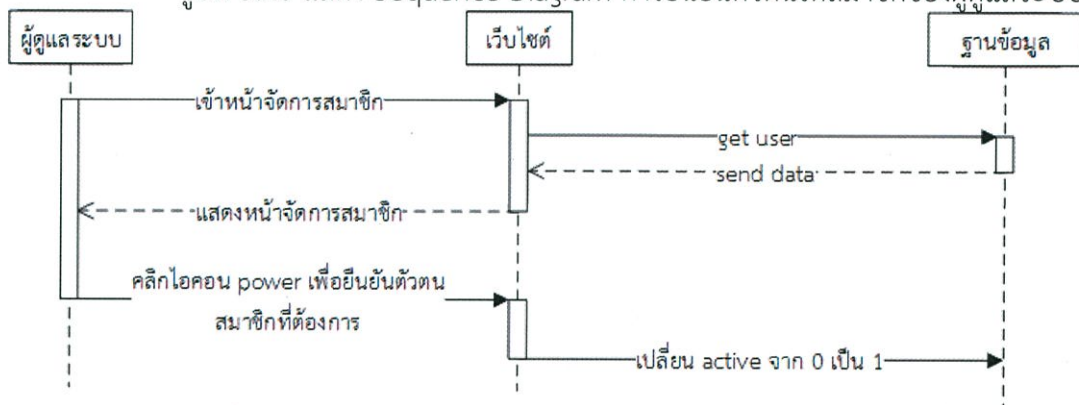 Sequence Diagram
ผู้ดูแลระบบ
เว็บไซต์
ฐานข้อมูล
เข้าหน้าจัดการสมาชิก
get user
send data
แสดงหน้าจัดการสมาชิก
คลิกไอคอน power เพื่อยืนยันตัวตน
สมาชิกที่ต้องการ
เปลี่ยน active จาก 0 เป็น 1